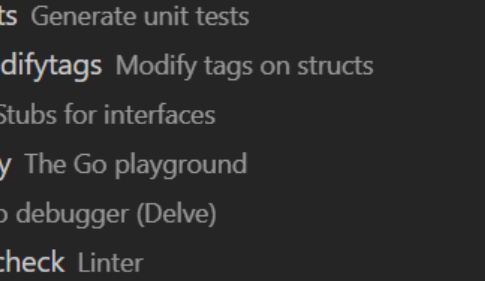 ts Generate unit tests
difytags Modify tags on structs
Stubs for interfaces
y The Go playground
o debugger (Delve)
check Linter